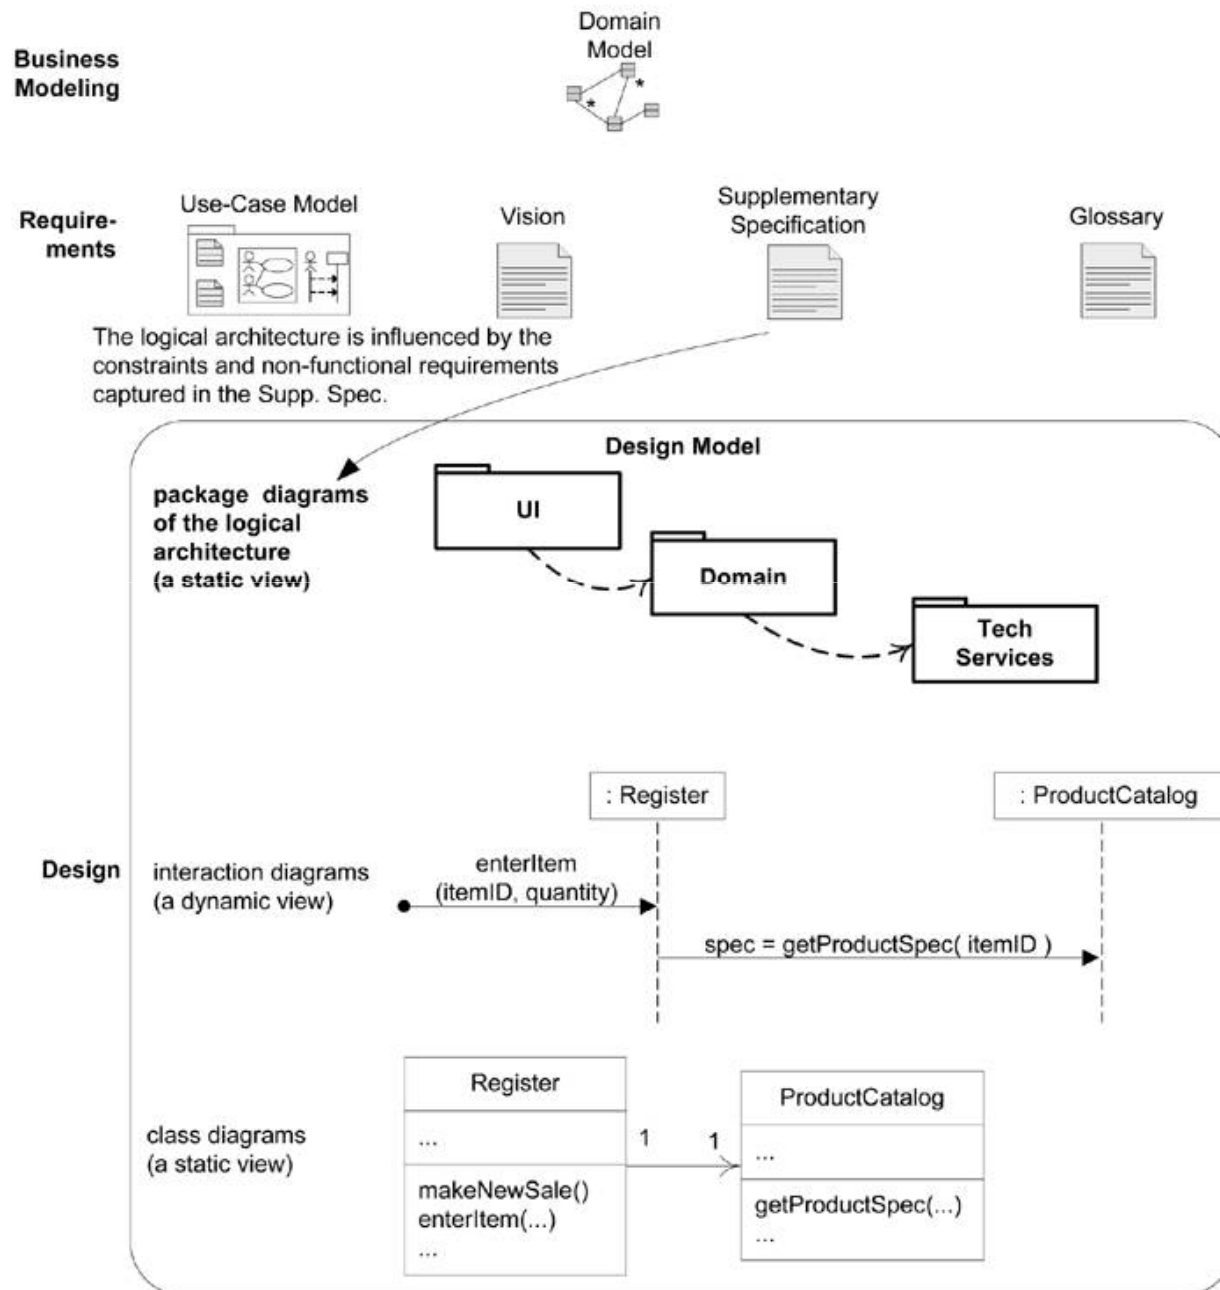 Business
Modeling
Domain
Model
*
*
Require-
ments
Use-Case Model
Vision
Supplementary
Specification
Glossary
The logical architecture is influenced by the
constraints and non-functional requirements
captured in the Supp. Spec.
Design Model
package diagrams
of the logical
architecture
(a static view)
UI
Domain
Tech
Services
Design
interaction diagrams
(a dynamic view)
: Register
: ProductCatalog
enterItem
(itemID, quantity)
spec = getProductSpec( itemID )
class diagrams
(a static view)
Register
...
makeNewSale()
enterItem(...)
...
1
1
ProductCatalog
...
getProductSpec(...)
...